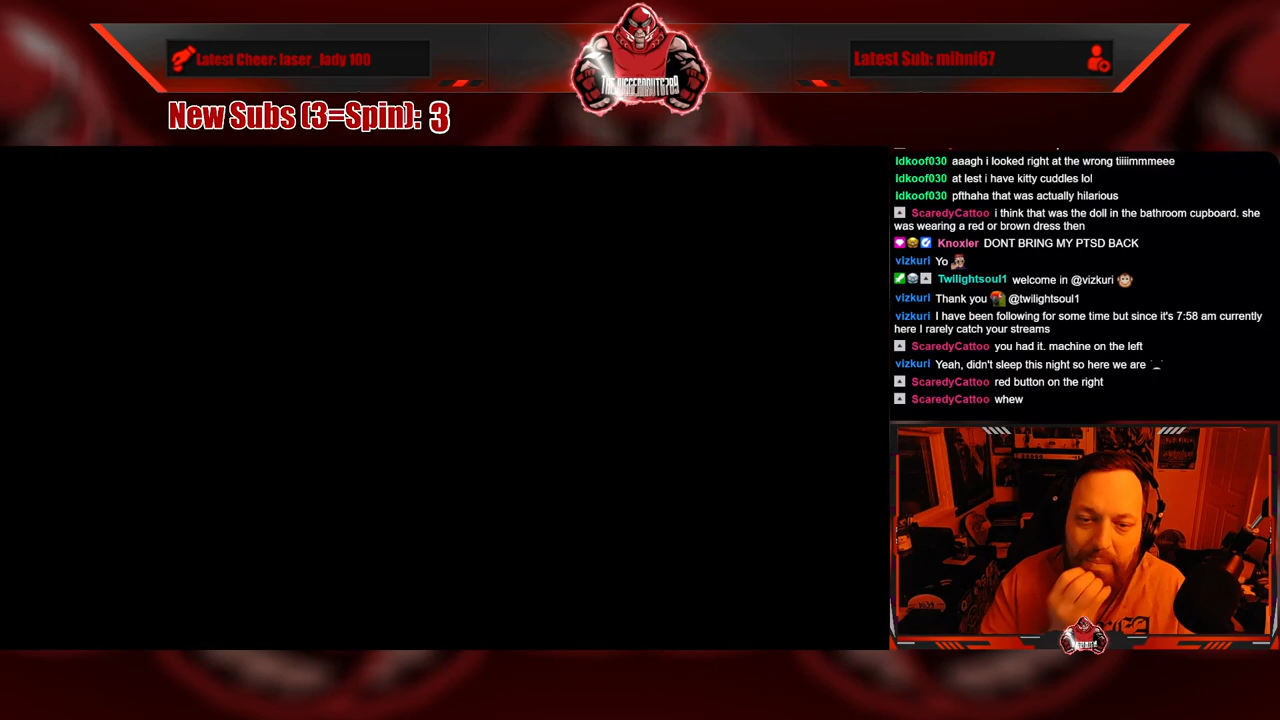 Latest Cheer: laser_lady 100
THEJUGGERNAUT6789
Latest Sub: mihni67
New Subs (3=Spin): 3
Idkoof030 aaagh i looked right at the wrong tiiiimmmeee
Idkoof030 at lest i have kitty cuddles lol
Idkoof030 pfthaha that was actually hilarious
ScaredyCattoo i think that was the doll in the bathroom cupboard. she
was wearing a red or brown dress then
Knoxier DONT BRING MY PTSD BACK
vizkuri Yo
Twilightsoul1 welcome in @vizkuri
vizkuri Thank you @twilightsoul1
vizkuri I have been following for some time but since it's 7:58 am currently
here I rarely catch your streams
ScaredyCattoo you had it. machine on the left
vizkuri Yeah, didn't sleep this night so here we are
ScaredyCattoo red button on the right
ScaredyCattoo whew